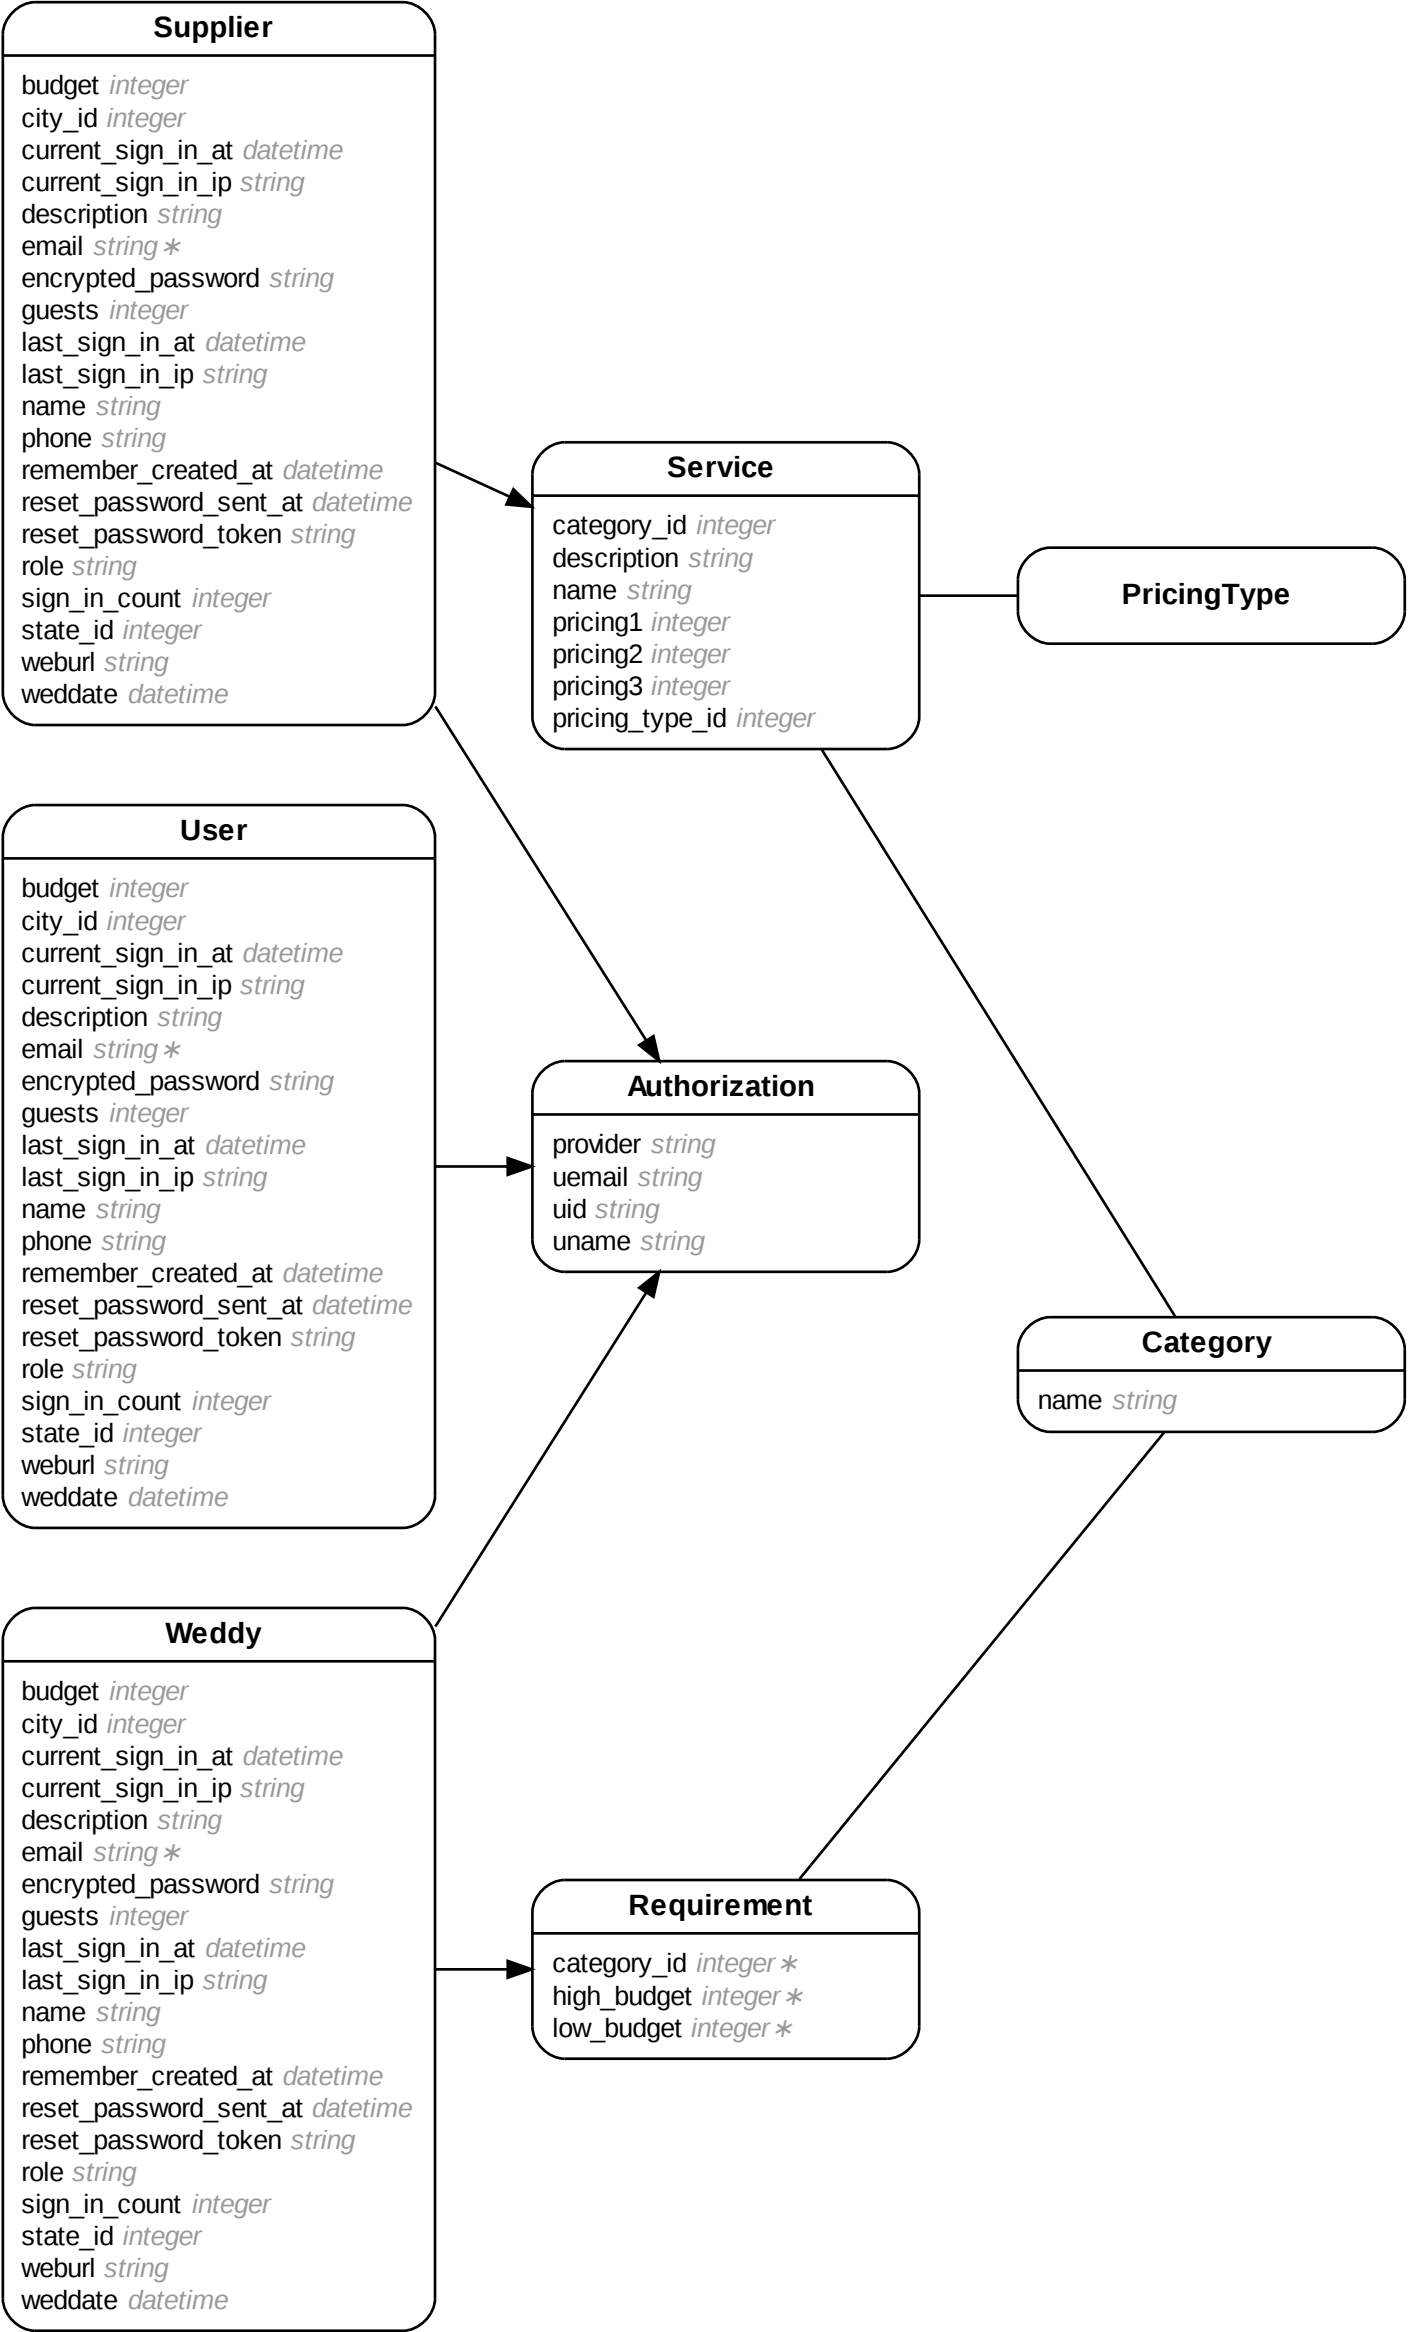 Supplier
budget integer
city_id integer
current_sign_in_at datetime
current_sign_in_ip string
description string
email string∗
encrypted_password string
guests integer
last_sign_in_at datetime
last_sign_in_ip string
name string
phone string
remember_created_at datetime
reset_password_sent_at datetime
reset_password_token string
role string
sign_in_count integer
state_id integer
weburl string
weddate datetime
Service
category_id integer
description string
name string
pricing1 integer
pricing2 integer
pricing3 integer
pricing_type_id integer
PricingType
User
budget integer
city_id integer
current_sign_in_at datetime
current_sign_in_ip string
description string
email string∗
encrypted_password string
guests integer
last_sign_in_at datetime
last_sign_in_ip string
name string
phone string
remember_created_at datetime
reset_password_sent_at datetime
reset_password_token string
role string
sign_in_count integer
state_id integer
weburl string
weddate datetime
Authorization
provider string
uemail string
uid string
uname string
Category
name string
Weddy
budget integer
city_id integer
current_sign_in_at datetime
current_sign_in_ip string
description string
email string∗
encrypted_password string
guests integer
last_sign_in_at datetime
last_sign_in_ip string
name string
phone string
remember_created_at datetime
reset_password_sent_at datetime
reset_password_token string
role string
sign_in_count integer
state_id integer
weburl string
weddate datetime
Requirement
category_id integer∗
high_budget integer∗
low_budget integer∗